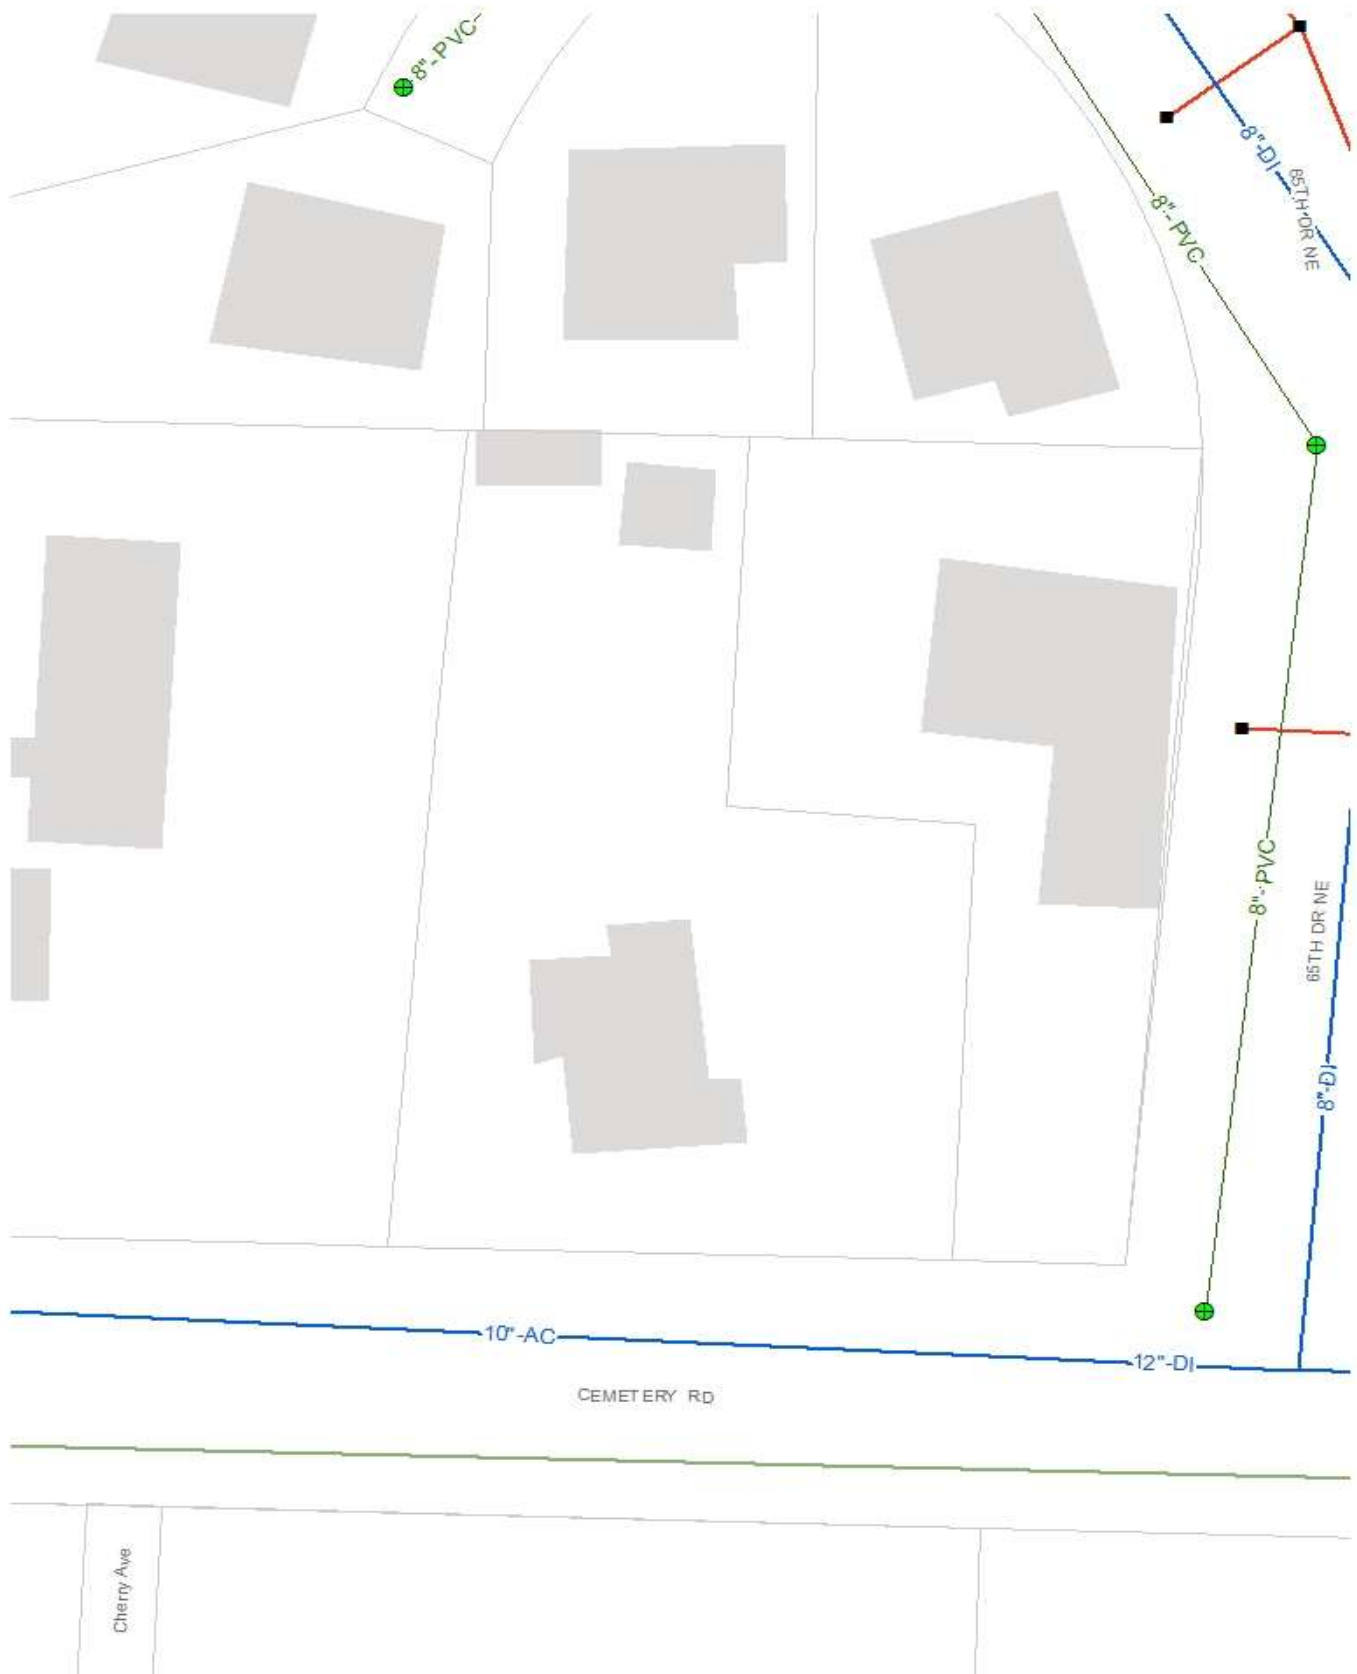 8"-PVC
8"-DI
65TH DR NE
8"-PVC
8"-PVC
65TH DR NE
8"-DI
10"-AC
12"-DI
CEMETERY RD
Cherry Ave